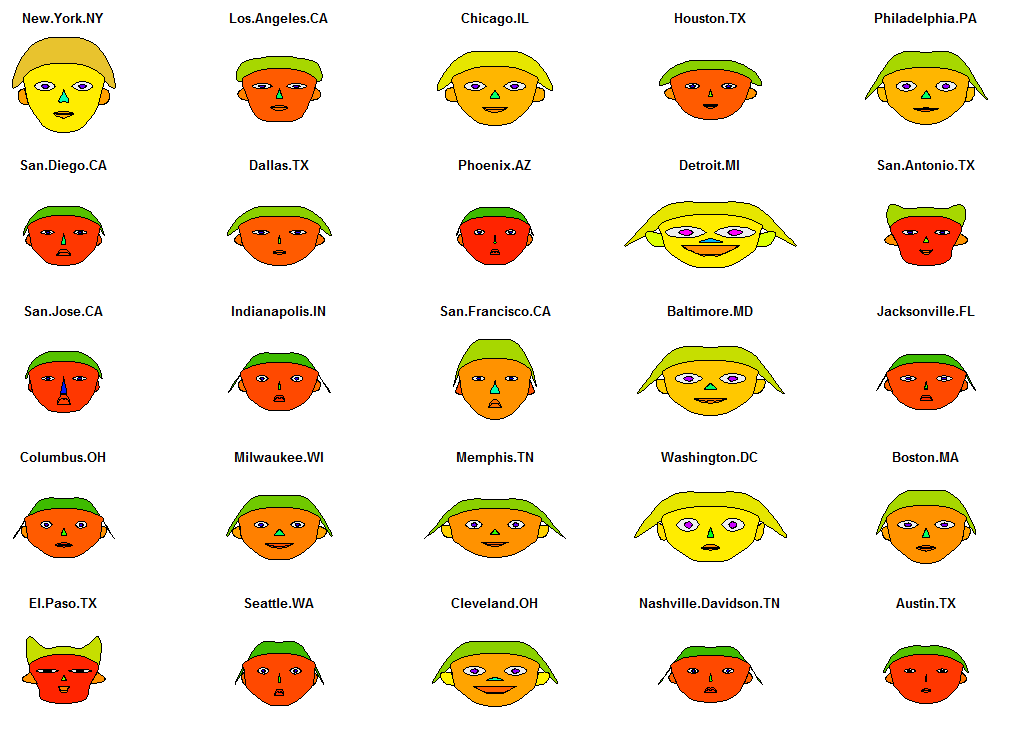 New.York.NY
Los.Angeles.CA
Chicago.IL
Houston.TX
Philadelphia.PA
San.Diego.CA
Dallas.TX
Phoenix.AZ
Detroit.MI
San.Antonio.TX
San.Jose.CA
Indianapolis.IN
San.Francisco.CA
Baltimore.MD
Jacksonville.FL
Columbus.OH
Milwaukee.WI
Memphis.TN
Washington.DC
Boston.MA
El.Paso.TX
Seattle.WA
Cleveland.OH
Nashville.Davidson.TN
Austin.TX